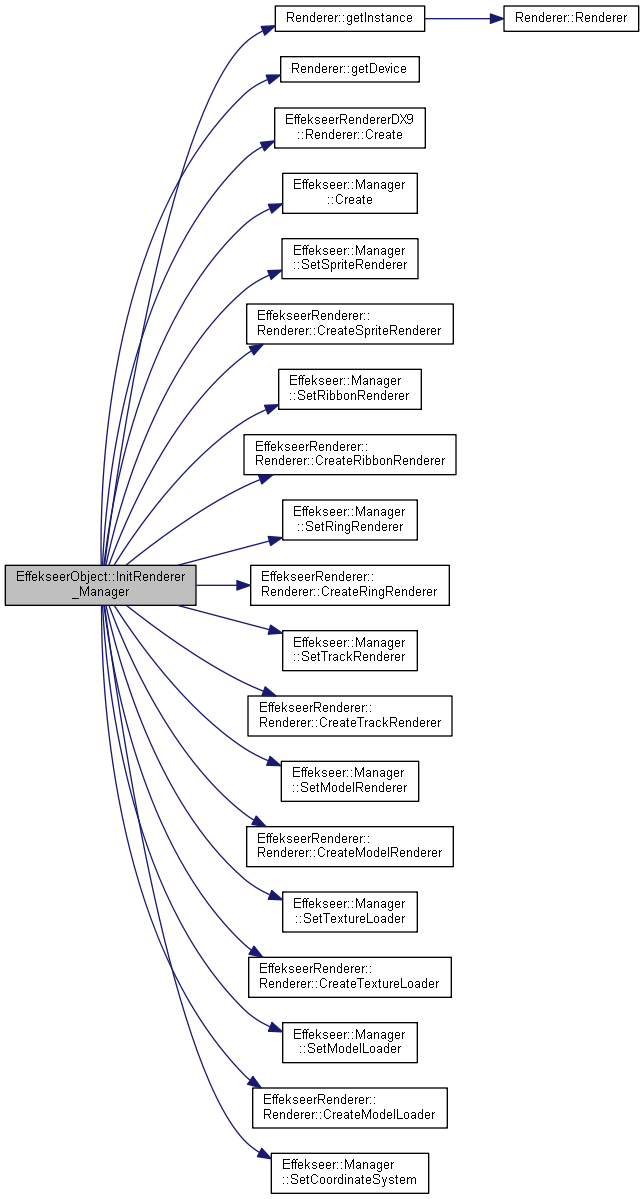 Renderer::getInstance
Renderer::Renderer
Renderer::getDevice
EffekseerRendererDX9
::Renderer::Create
Effekseer::Manager
::Create
Effekseer::Manager
::SetSpriteRenderer
EffekseerRenderer::
Renderer::CreateSpriteRenderer
Effekseer::Manager
::SetRibbonRenderer
EffekseerRenderer::
Renderer::CreateRibbonRenderer
Effekseer::Manager
::SetRingRenderer
EffekseerObject::InitRenderer
_Manager
EffekseerRenderer::
Renderer::CreateRingRenderer
Effekseer::Manager
::SetTrackRenderer
EffekseerRenderer::
Renderer::CreateTrackRenderer
Effekseer::Manager
::SetModelRenderer
EffekseerRenderer::
Renderer::CreateModelRenderer
Effekseer::Manager
::SetTextureLoader
EffekseerRenderer::
Renderer::CreateTextureLoader
Effekseer::Manager
::SetModelLoader
EffekseerRenderer::
Renderer::CreateModelLoader
Effekseer::Manager
::SetCoordinateSystem